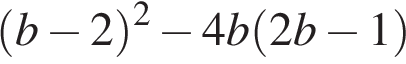 (b − 2)² − 4b(2b − 1)